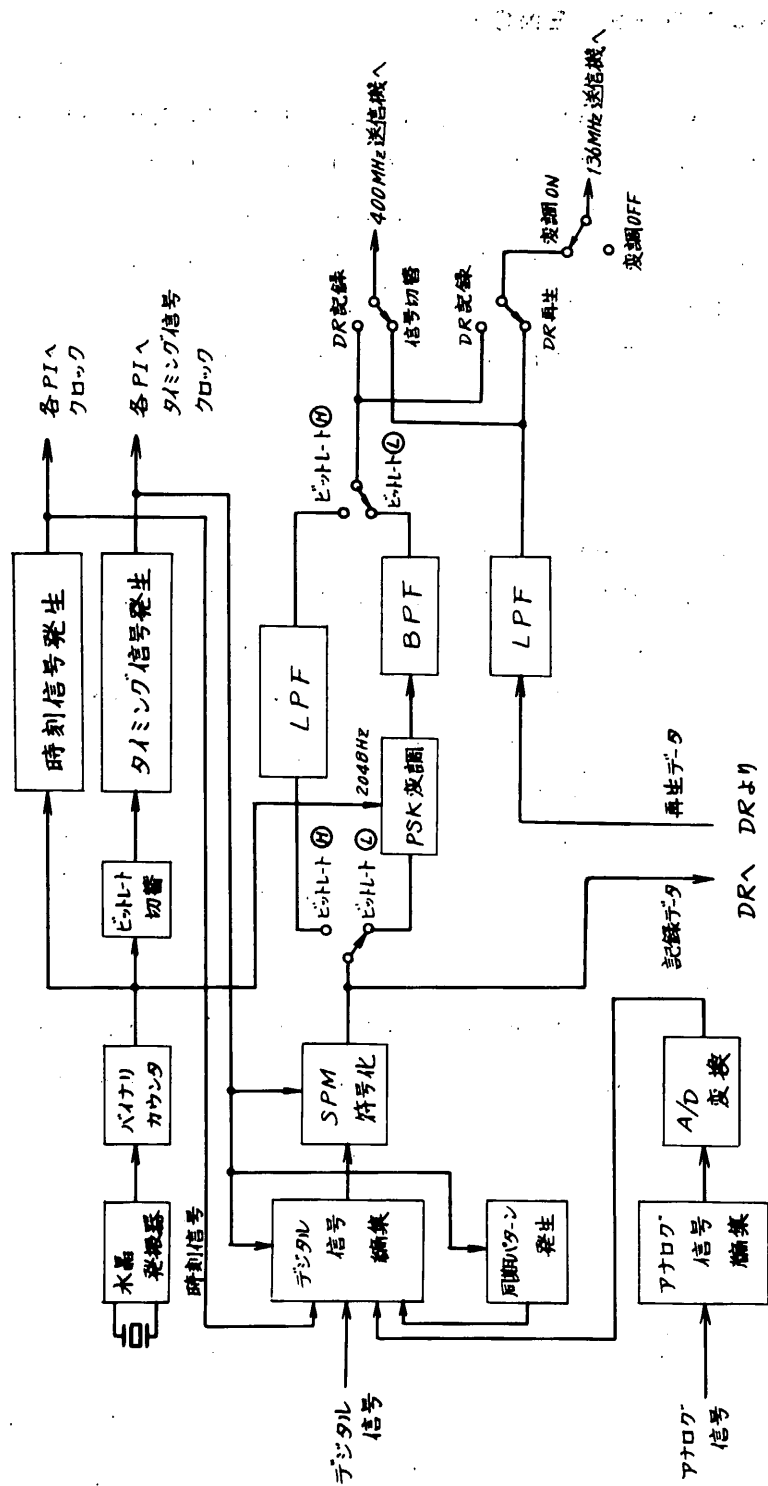 水晶
発振器
バイナリ
カウンタ
ビットレート
切替
時刻信号発生
各PIへ
クロック
タイミング信号発生
各PIへ
タイミング信号
クロック
時刻信号
デジタル
信号
デジタル
信号
編集
SPM
符号化
ビットレートⒽ
ビットレートⓁ
LPF
2048Hz
PSK変調
BPF
ビットレートⒽ
ビットレートⓁ
DR記録
信号切替
400MHz送信機へ
DR記録
DR再生
変調ON
変調OFF
136MHz送信機へ
同期パターン
発生
LPF
アナログ
信号
アナログ
信号
編集
A/D
変換
記録データ
DRへ
再生データ
DRより